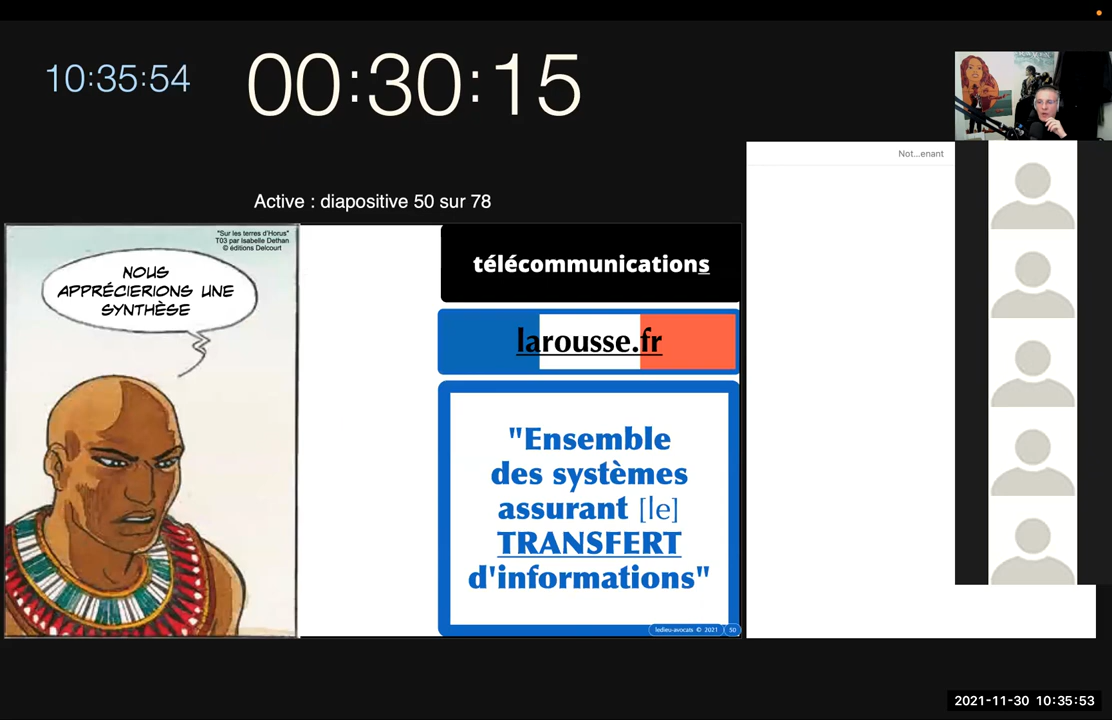 10:35:54
00:30:15
Active : diapositive 50 sur 78
Not...enant
"Sur les terres d'Horus"
T03 par Isabelle Dethan
© éditions Delcourt
NOUS
APPRÉCIERIONS UNE
SYNTHÈSE
télécommunications
larousse.fr
"Ensemble
des systèmes
assurant [le]
TRANSFERT
d'informations"
ledieu-avocats © 2021
50
2021-11-30 10:35:53